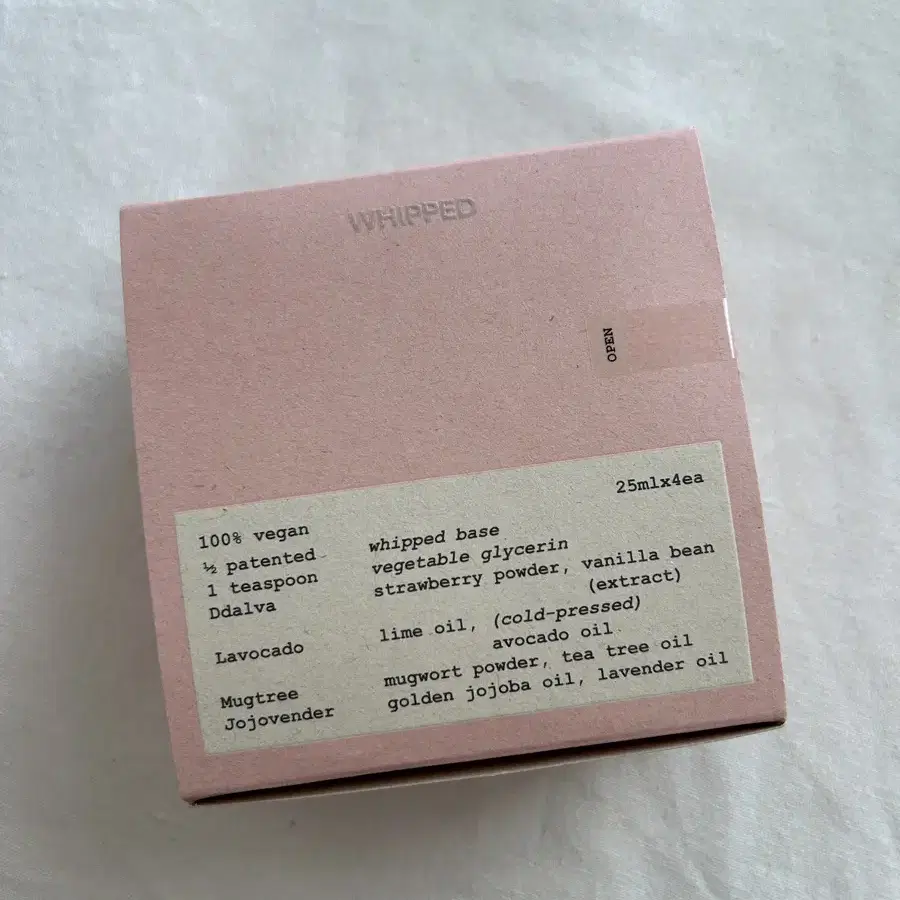 WHIPPED
OPEN
25mlx4ea
100% vegan
½ patented whipped base
1 teaspoon vegetable glycerin
Ddalva strawberry powder, vanilla bean
(extract)
Lavocado lime oil, (cold-pressed)
avocado oil
Mugtree mugwort powder, tea tree oil
Jojovender golden jojoba oil, lavender oil